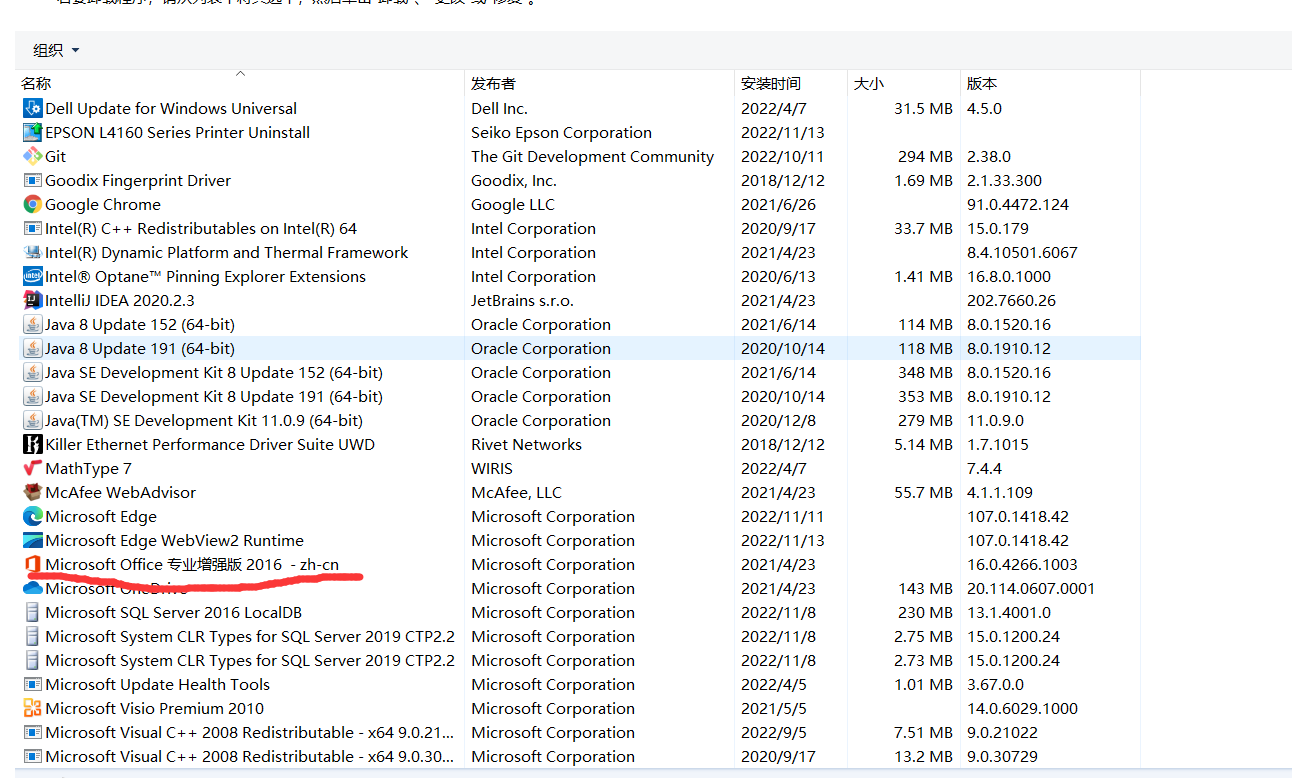 组织
名称 发布者 安装时间 大小 版本
Dell Update for Windows Universal Dell Inc. 2022/4/7 31.5 MB 4.5.0
EPSON L4160 Series Printer Uninstall Seiko Epson Corporation 2022/11/13
Git The Git Development Community 2022/10/11 294 MB 2.38.0
Goodix Fingerprint Driver Goodix, Inc. 2018/12/12 1.69 MB 2.1.33.300
Google Chrome Google LLC 2021/6/26 91.0.4472.124
Intel(R) C++ Redistributables on Intel(R) 64 Intel Corporation 2020/9/17 33.7 MB 15.0.179
Intel(R) Dynamic Platform and Thermal Framework Intel Corporation 2021/4/23 8.4.10501.6067
Intel® Optane™ Pinning Explorer Extensions Intel Corporation 2020/6/13 1.41 MB 16.8.0.1000
IntelliJ IDEA 2020.2.3 JetBrains s.r.o. 2021/4/23 202.7660.26
Java 8 Update 152 (64-bit) Oracle Corporation 2021/6/14 114 MB 8.0.1520.16
Java 8 Update 191 (64-bit) Oracle Corporation 2020/10/14 118 MB 8.0.1910.12
Java SE Development Kit 8 Update 152 (64-bit) Oracle Corporation 2021/6/14 348 MB 8.0.1520.16
Java SE Development Kit 8 Update 191 (64-bit) Oracle Corporation 2020/10/14 353 MB 8.0.1910.12
Java(TM) SE Development Kit 11.0.9 (64-bit) Oracle Corporation 2020/12/8 279 MB 11.0.9.0
Killer Ethernet Performance Driver Suite UWD Rivet Networks 2018/12/12 5.14 MB 1.7.1015
MathType 7 WIRIS 2022/4/7 7.4.4
McAfee WebAdvisor McAfee, LLC 2021/4/23 55.7 MB 4.1.1.109
Microsoft Edge Microsoft Corporation 2022/11/11 107.0.1418.42
Microsoft Edge WebView2 Runtime Microsoft Corporation 2022/11/13 107.0.1418.42
Microsoft Office 专业增强版 2016 - zh-cn Microsoft Corporation 2021/4/23 16.0.4266.1003
Microsoft OneDrive Microsoft Corporation 2021/4/23 143 MB 20.114.0607.0001
Microsoft SQL Server 2016 LocalDB Microsoft Corporation 2022/11/8 230 MB 13.1.4001.0
Microsoft System CLR Types for SQL Server 2019 CTP2.2 Microsoft Corporation 2022/11/8 2.75 MB 15.0.1200.24
Microsoft System CLR Types for SQL Server 2019 CTP2.2 Microsoft Corporation 2022/11/8 2.73 MB 15.0.1200.24
Microsoft Update Health Tools Microsoft Corporation 2022/4/5 1.01 MB 3.67.0.0
Microsoft Visio Premium 2010 Microsoft Corporation 2021/5/5 14.0.6029.1000
Microsoft Visual C++ 2008 Redistributable - x64 9.0.21... Microsoft Corporation 2022/9/5 7.51 MB 9.0.21022
Microsoft Visual C++ 2008 Redistributable - x64 9.0.30... Microsoft Corporation 2020/9/17 13.2 MB 9.0.30729